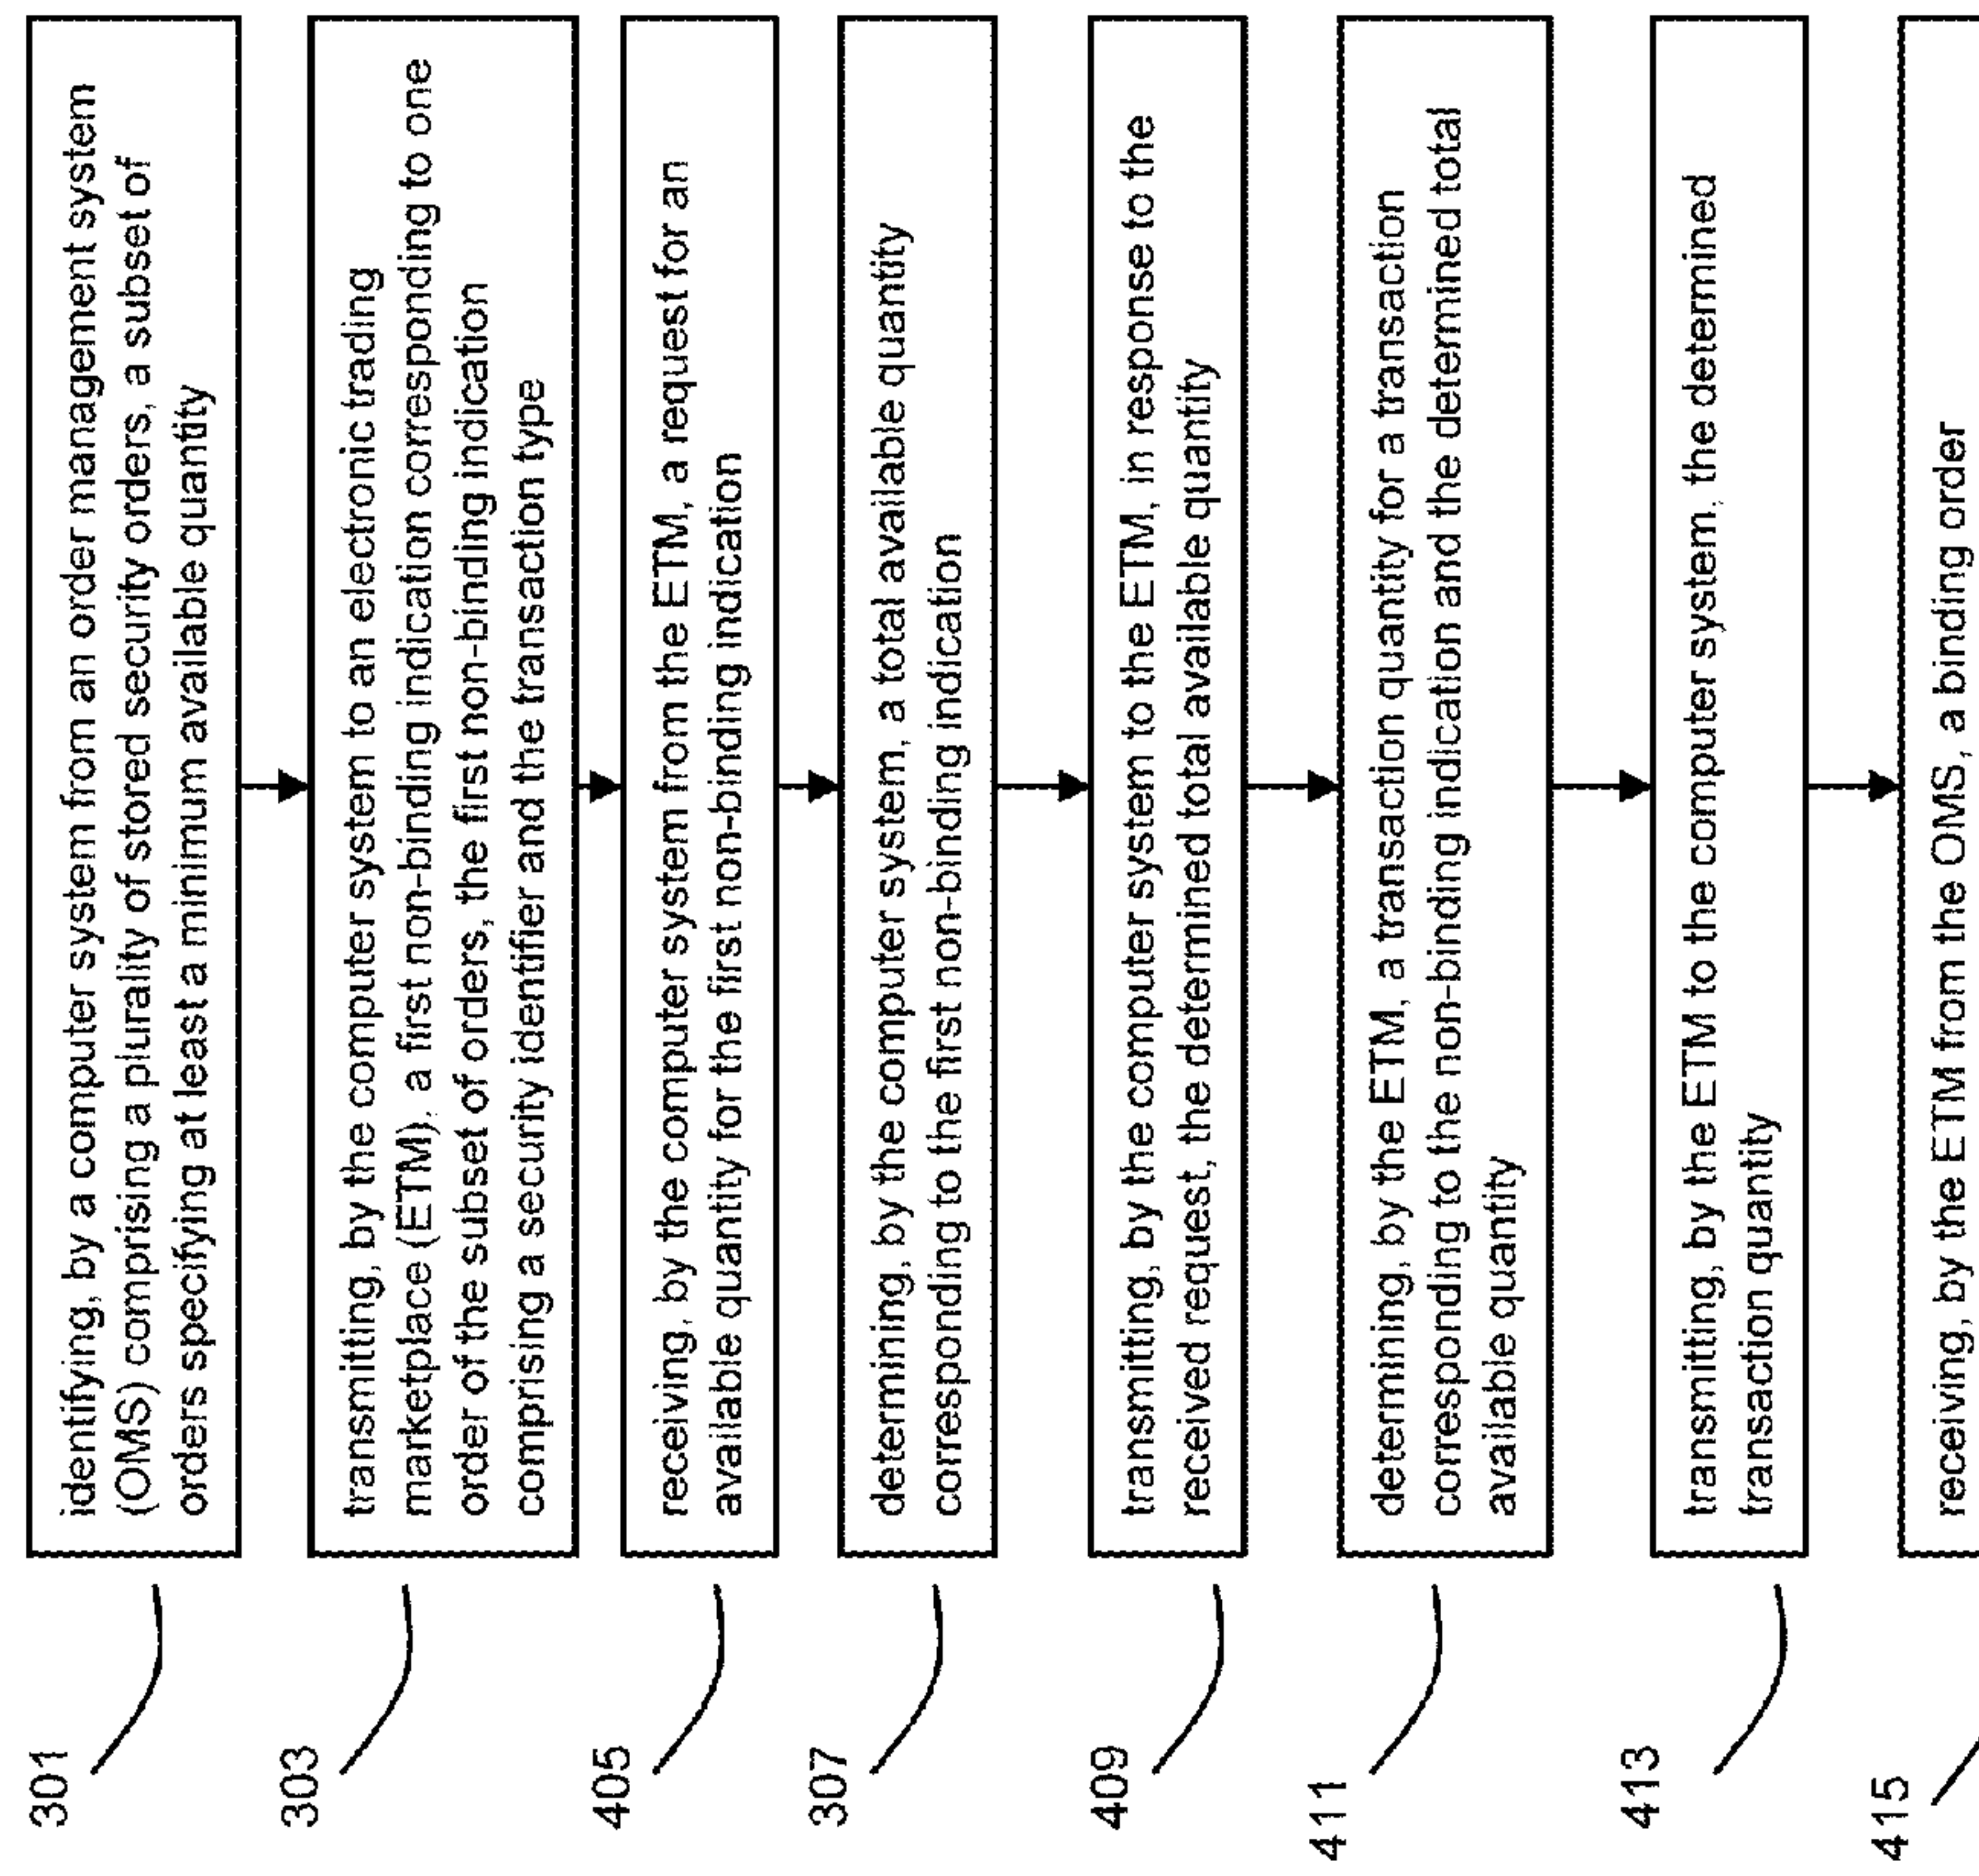 301
identifying, by a computer system from an order management system
(OMS) comprising a plurality of stored security orders, a subset of
orders specifying at least a minimum available quantity
303
transmitting, by the computer system to an electronic trading
marketplace (ETM), a first non-binding indication corresponding to one
order of the subset of orders, the first non-binding indication
comprising a security identifier and the transaction type
405
receiving, by the computer system from the ETM, a request for an
available quantity for the first non-binding indication
307
determining, by the computer system, a total available quantity
corresponding to the first non-binding indication
409
transmitting, by the computer system to the ETM, in response to the
received request, the determined total available quantity
411
determining, by the ETM, a transaction quantity for a transaction
corresponding to the non-binding indication and the determined total
available quantity
413
transmitting, by the ETM to the computer system, the determined
transaction quantity
415
receiving, by the ETM from the OMS, a binding order